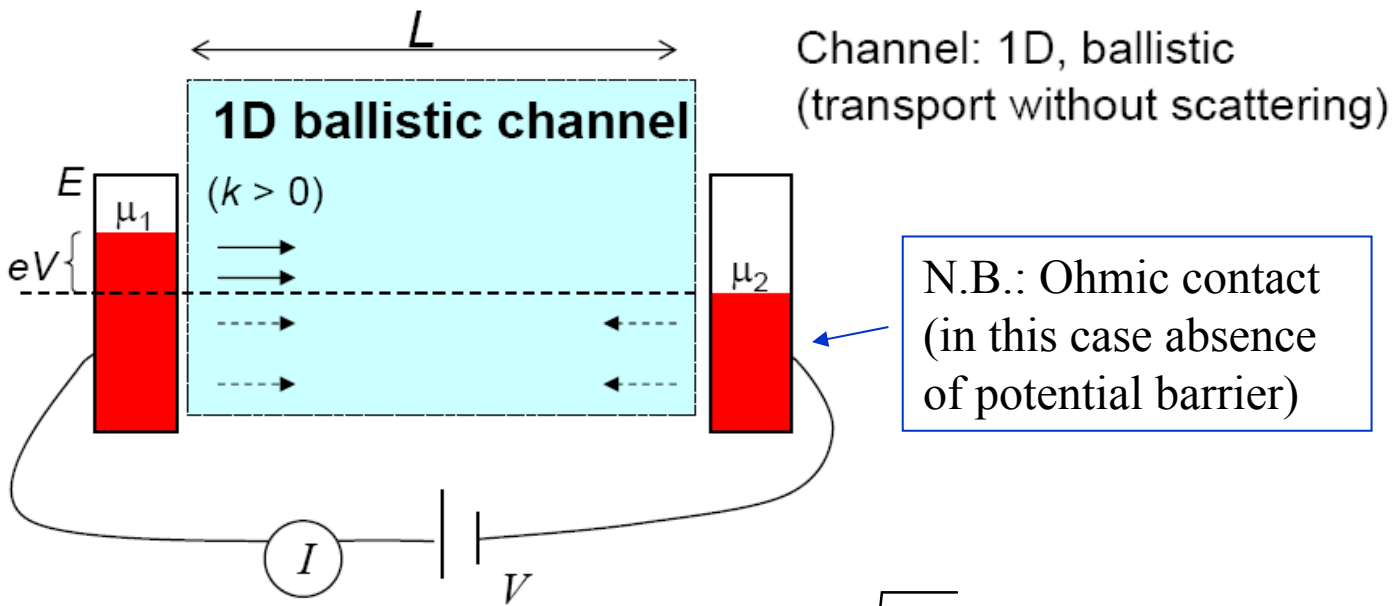 L
Channel: 1D, ballistic
(transport without scattering)
1D ballistic channel
E
(k > 0)
μ₁
eV
μ₂
N.B.: Ohmic contact
(in this case absence
of potential barrier)
I
V